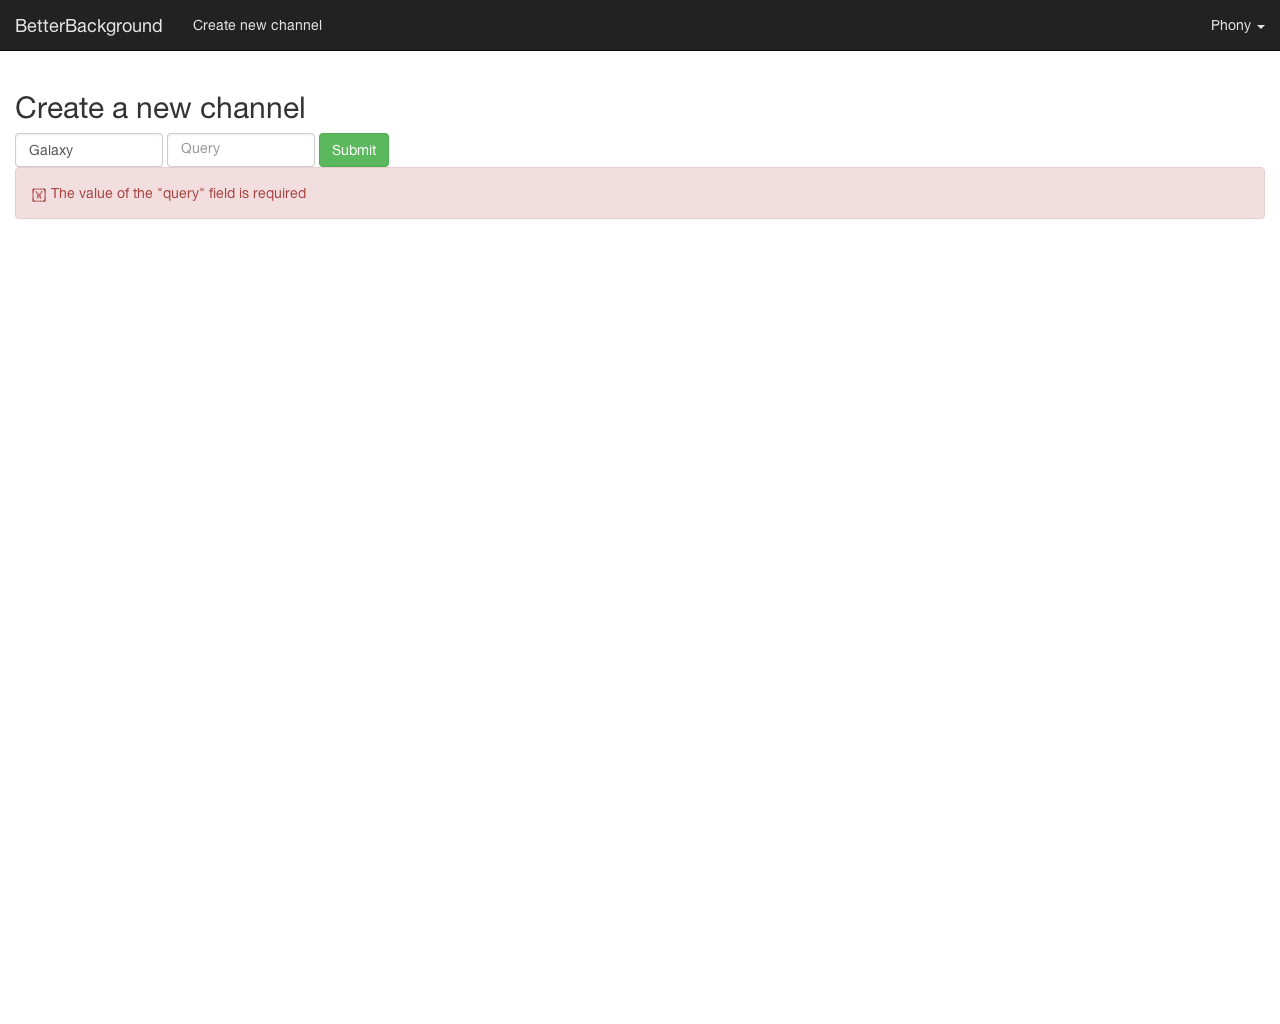 BetterBackground Create new channel Phony
Create a new channel
Galaxy Query Submit
The value of the "query" field is required